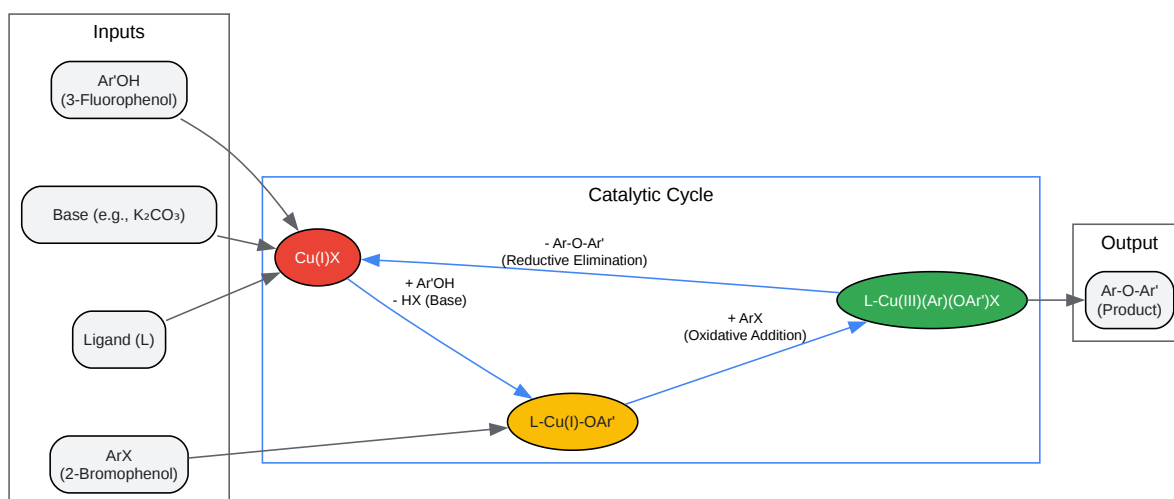 Inputs
Ar'OH
(3-Fluorophenol)
Base (e.g., K₂CO₃)
Ligand (L)
ArX
(2-Bromophenol)
Catalytic Cycle
Cu(I)X
- Ar-O-Ar'
(Reductive Elimination)
+ Ar'OH
- HX (Base)
L-Cu(III)(Ar)(OAr')X
+ ArX
(Oxidative Addition)
L-Cu(I)-OAr'
Output
Ar-O-Ar'
(Product)